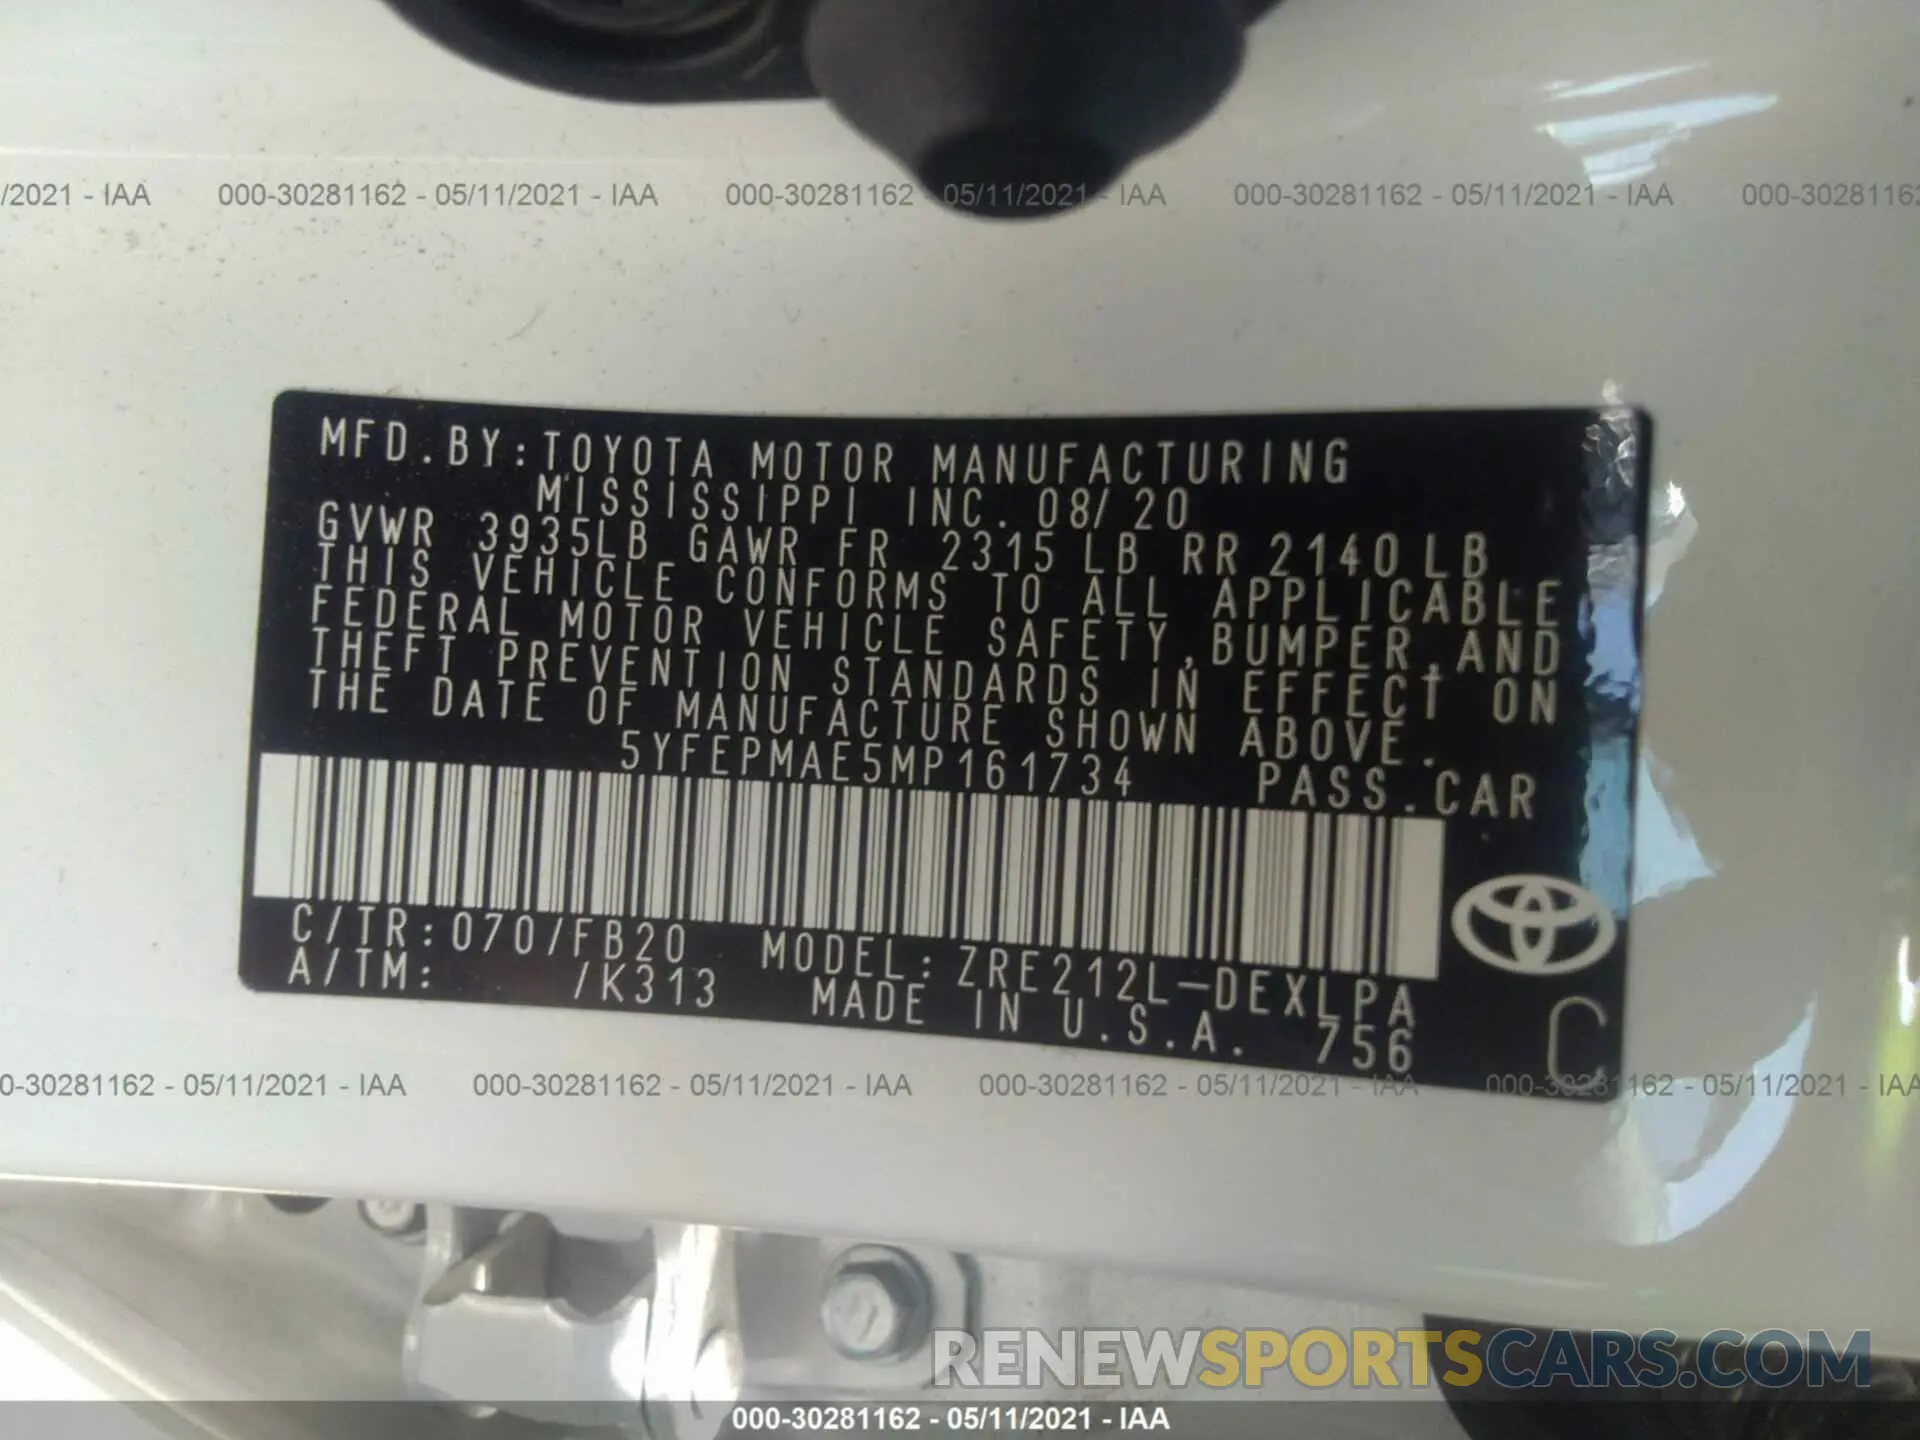 /2021 - IAA 000-30281162 - 05/11/2021 - IAA 000-30281162 - 05/11/2021 - IAA 000-30281162 - 05/11/2021 - IAA 000-3028116
MFD.BY:TOYOTA MOTOR MANUFACTURING
MISSISSIPPI INC. 08/20
GVWR 3935LB GAWR FR 2315LB RR 2140LB
THIS VEHICLE CONFORMS TO ALL APPLICABLE
FEDERAL MOTOR VEHICLE SAFETY,BUMPER,AND
THEFT PREVENTION STANDARDS IN EFFECT ON
THE DATE OF MANUFACTURE SHOWN ABOVE.
5YFEPMAE5MP161734 PASS.CAR
C/TR:070/FB20 MODEL:ZRE212L-DEXLPA
A/TM: /K313 MADE IN U.S.A. 756
C
0-30281162 - 05/11/2021 - IAA 000-30281162 - 05/11/2021 - IAA 000-30281162 - 05/11/2021 - IAA 000-30281162 - 05/11/2021 - IAA
RENEWSPORTSCARS.COM
000-30281162 - 05/11/2021 - IAA